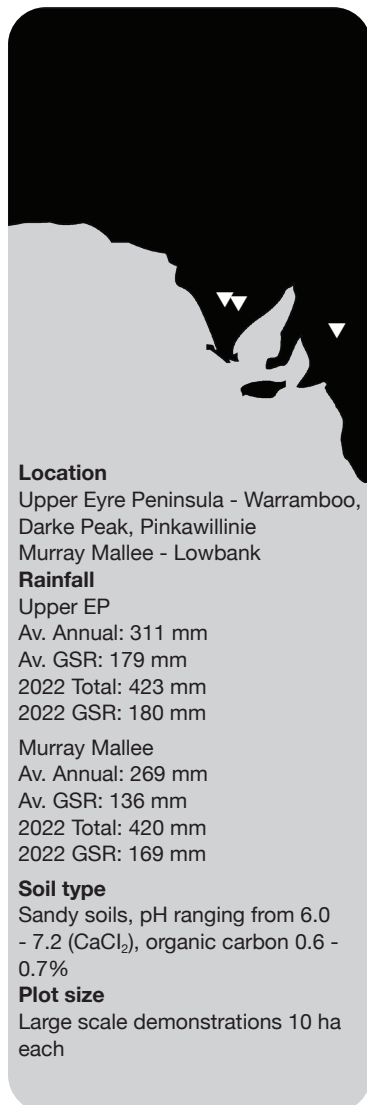 Location
Upper Eyre Peninsula - Warramboo,
Darke Peak, Pinkawillinie
Murray Mallee - Lowbank
Rainfall
Upper EP
Av. Annual: 311 mm
Av. GSR: 179 mm
2022 Total: 423 mm
2022 GSR: 180 mm
Murray Mallee
Av. Annual: 269 mm
Av. GSR: 136 mm
2022 Total: 420 mm
2022 GSR: 169 mm
Soil type
Sandy soils, pH ranging from 6.0
- 7.2 (CaCl₂), organic carbon 0.6 -
0.7%
Plot size
Large scale demonstrations 10 ha
each